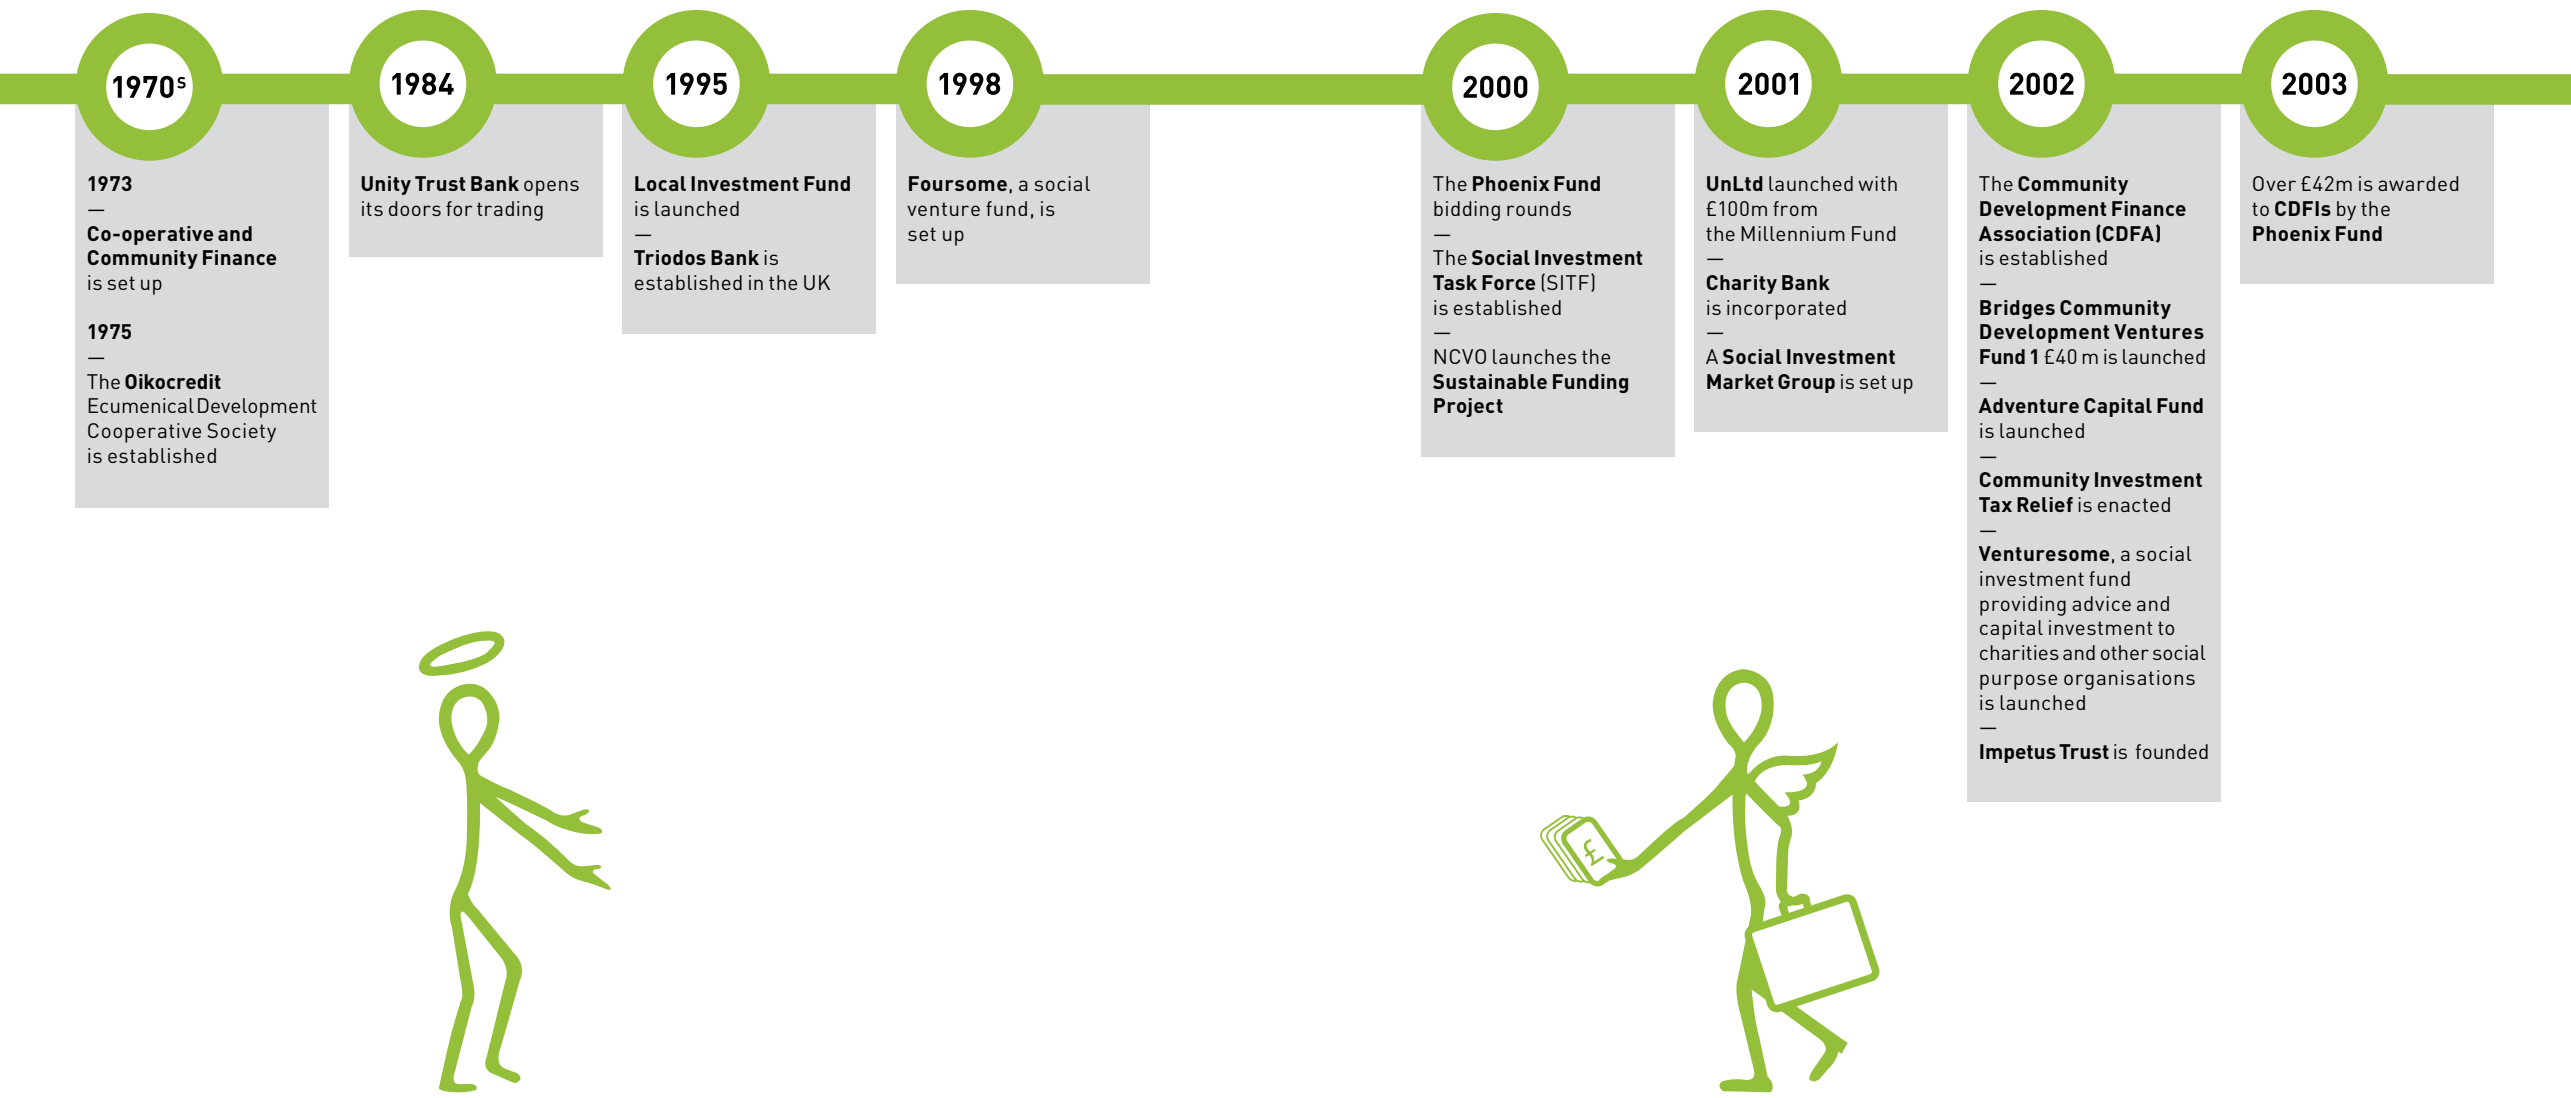 1970s
1973
—
Co-operative and
Community Finance
is set up
1975
—
The Oikocredit
Ecumenical Development
Cooperative Society
is established
1984
Unity Trust Bank opens
its doors for trading
1995
Local Investment Fund
is launched
—
Triodos Bank is
established in the UK
1998
Foursome, a social
venture fund, is
set up
2000
The Phoenix Fund
bidding rounds
—
The Social Investment
Task Force (SITF)
is established
—
NCVO launches the
Sustainable Funding
Project
2001
UnLtd launched with
£100m from
the Millennium Fund
—
Charity Bank
is incorporated
—
A Social Investment
Market Group is set up
2002
The Community
Development Finance
Association (CDFA)
is established
—
Bridges Community
Development Ventures
Fund 1 £40 m is launched
—
Adventure Capital Fund
is launched
—
Community Investment
Tax Relief is enacted
—
Venturesome, a social
investment fund
providing advice and
capital investment to
charities and other social
purpose organisations
is launched
—
Impetus Trust is founded
2003
Over £42m is awarded
to CDFIs by the
Phoenix Fund
£